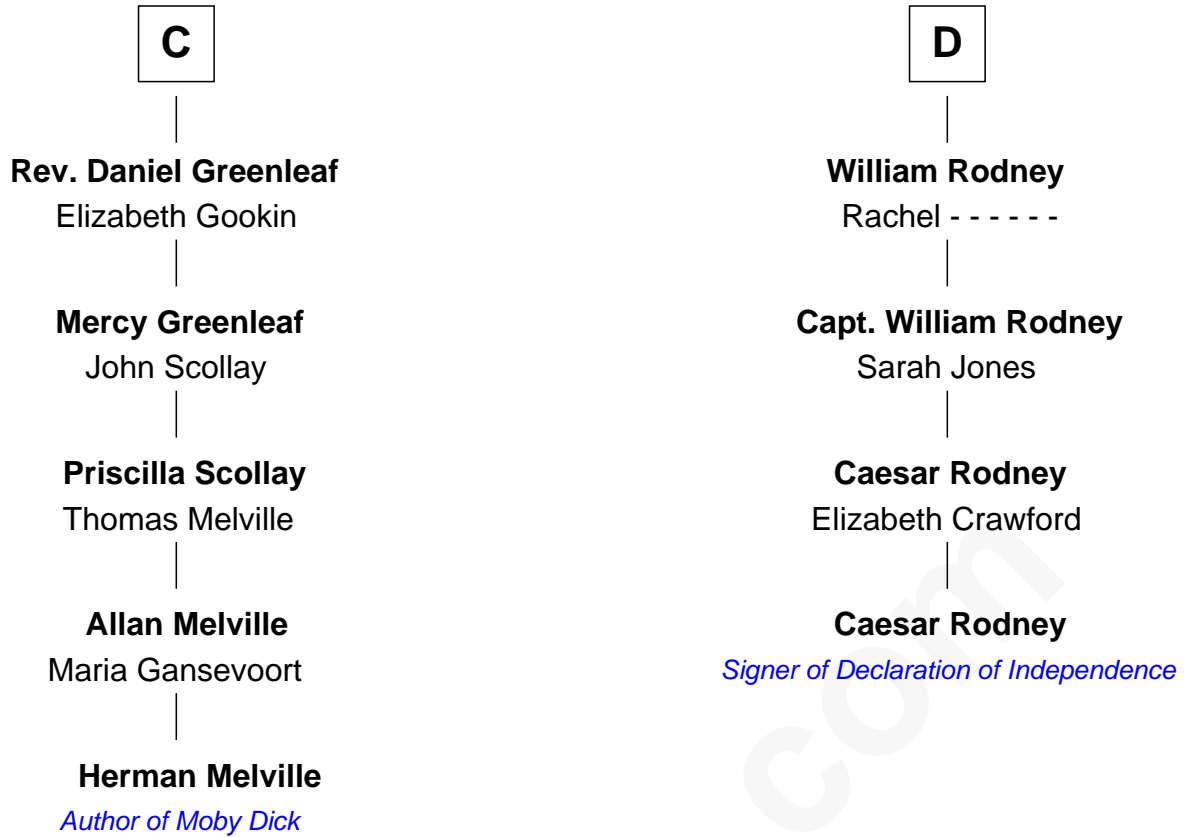 C
Rev. Daniel Greenleaf
Elizabeth Gookin
Mercy Greenleaf
John Scollay
Priscilla Scollay
Thomas Melville
Allan Melville
Maria Gansevoort
Herman Melville
Author of Moby Dick
D
William Rodney
Rachel - - - - - -
Capt. William Rodney
Sarah Jones
Caesar Rodney
Elizabeth Crawford
Caesar Rodney
Signer of Declaration of Independence
com